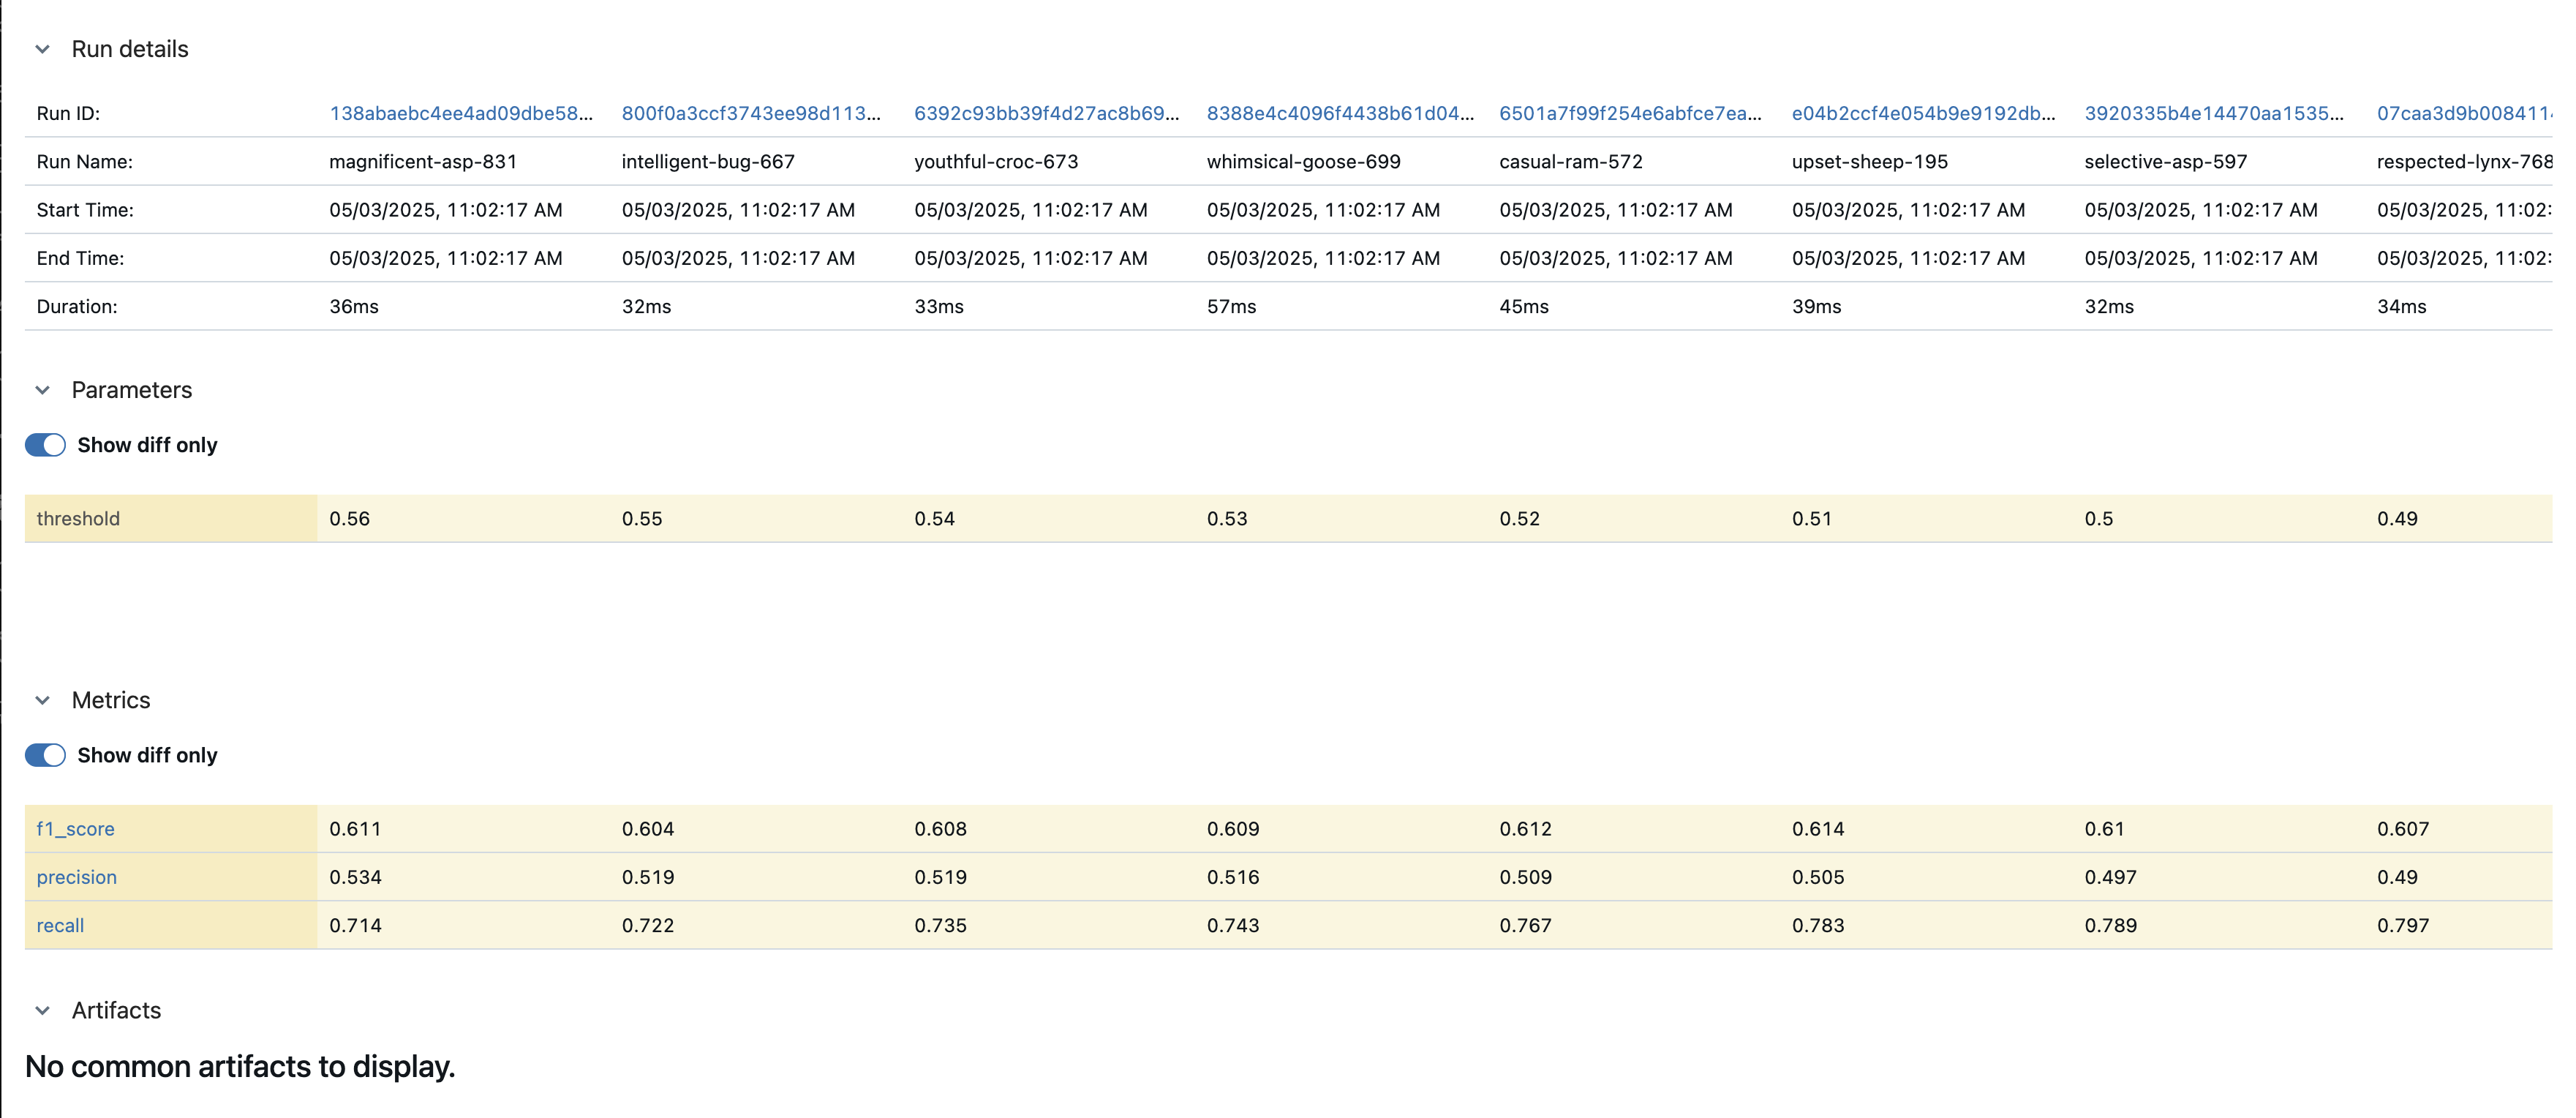 Run details
Run ID: 138abaebc4ee4ad09dbe58... 800f0a3ccf3743ee98d113... 6392c93bb39f4d27ac8b69... 8388e4c4096f4438b61d04... 6501a7f99f254e6abfce7ea... e04b2ccf4e054b9e9192db... 3920335b4e14470aa1535... 07caa3d9b008411
Run Name: magnificent-asp-831 intelligent-bug-667 youthful-croc-673 whimsical-goose-699 casual-ram-572 upset-sheep-195 selective-asp-597 respected-lynx-768
Start Time: 05/03/2025, 11:02:17 AM 05/03/2025, 11:02:17 AM 05/03/2025, 11:02:17 AM 05/03/2025, 11:02:17 AM 05/03/2025, 11:02:17 AM 05/03/2025, 11:02:17 AM 05/03/2025, 11:02:17 AM 05/03/2025, 11:02:
End Time: 05/03/2025, 11:02:17 AM 05/03/2025, 11:02:17 AM 05/03/2025, 11:02:17 AM 05/03/2025, 11:02:17 AM 05/03/2025, 11:02:17 AM 05/03/2025, 11:02:17 AM 05/03/2025, 11:02:17 AM 05/03/2025, 11:02:
Duration: 36ms 32ms 33ms 57ms 45ms 39ms 32ms 34ms
Parameters
Show diff only
threshold 0.56 0.55 0.54 0.53 0.52 0.51 0.5 0.49
Metrics
Show diff only
f1_score 0.611 0.604 0.608 0.609 0.612 0.614 0.61 0.607
precision 0.534 0.519 0.519 0.516 0.509 0.505 0.497 0.49
recall 0.714 0.722 0.735 0.743 0.767 0.783 0.789 0.797
Artifacts
No common artifacts to display.